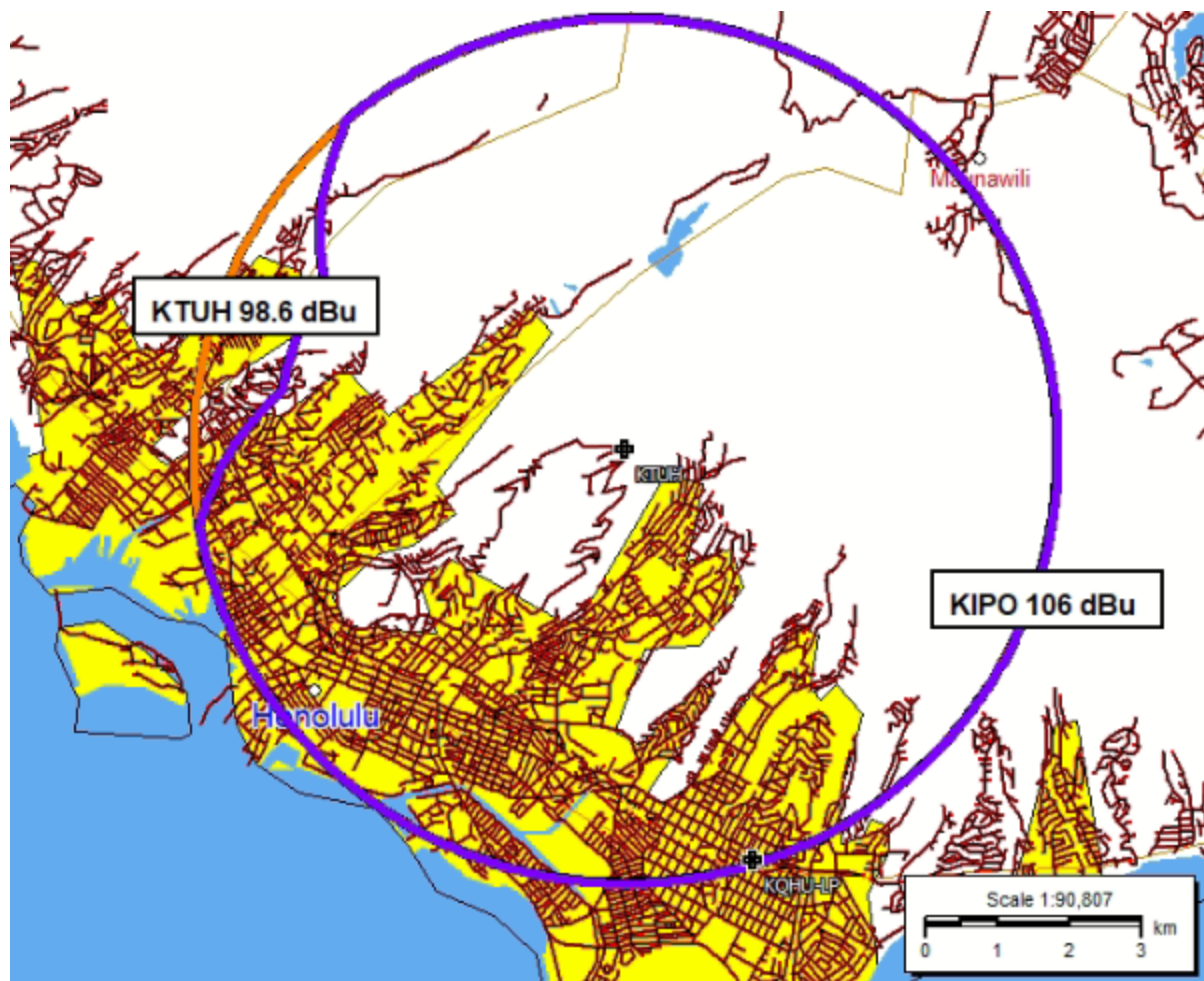 Maunawili
KTUH 98.6 dBu
KTUH
KIPO 106 dBu
Honolulu
KQHU-LP
Scale 1:90,807
km
0 1 2 3